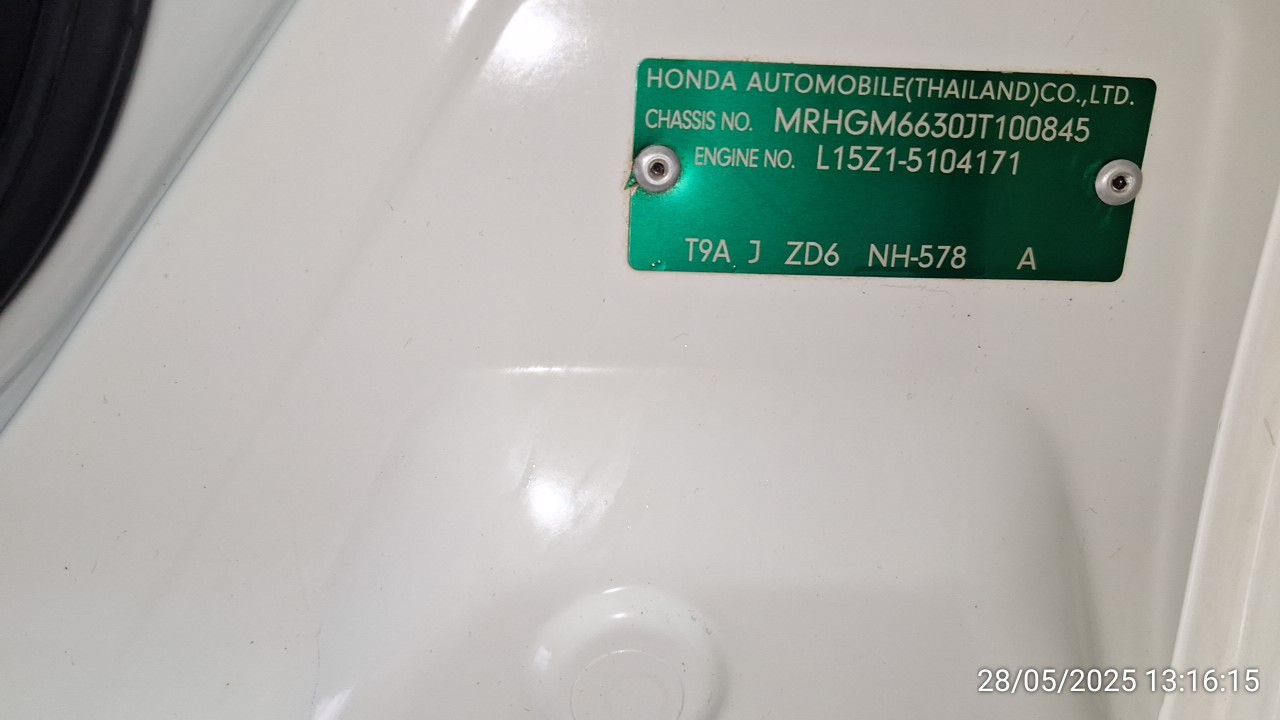 HONDA AUTOMOBILE(THAILAND)CO.,LTD.
CHASSIS NO. MRHGM6630JT100845
ENGINE NO. L15Z1-5104171
T9A J ZD6 NH-578 A
28/05/2025 13:16:15